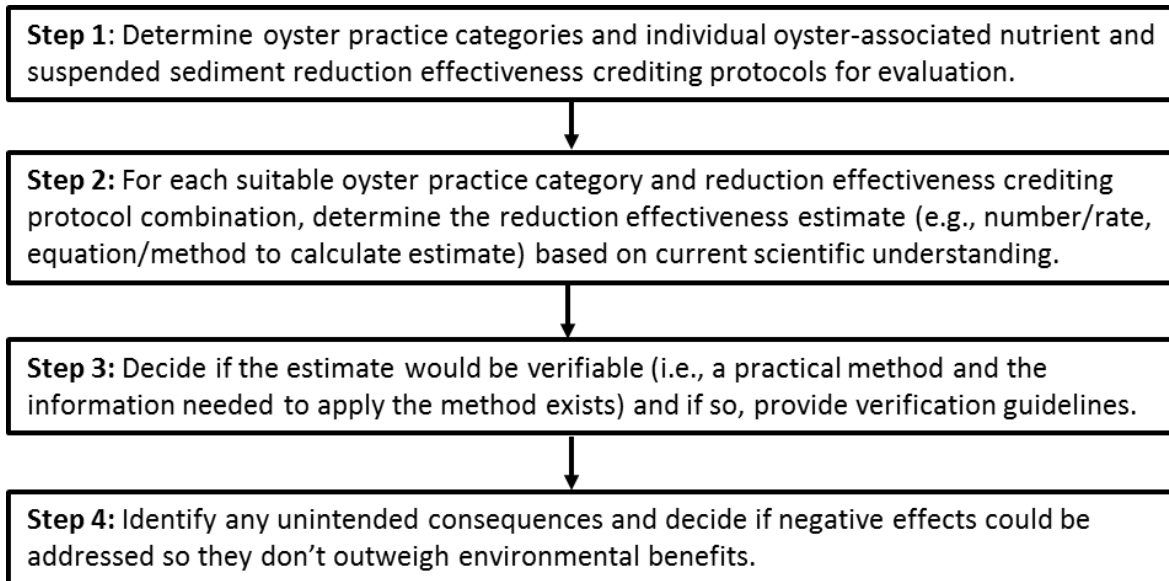 Step 1: Determine oyster practice categories and individual oyster-associated nutrient and
suspended sediment reduction effectiveness crediting protocols for evaluation.
Step 2: For each suitable oyster practice category and reduction effectiveness crediting
protocol combination, determine the reduction effectiveness estimate (e.g., number/rate,
equation/method to calculate estimate) based on current scientific understanding.
Step 3: Decide if the estimate would be verifiable (i.e., a practical method and the
information needed to apply the method exists) and if so, provide verification guidelines.
Step 4: Identify any unintended consequences and decide if negative effects could be
addressed so they don’t outweigh environmental benefits.